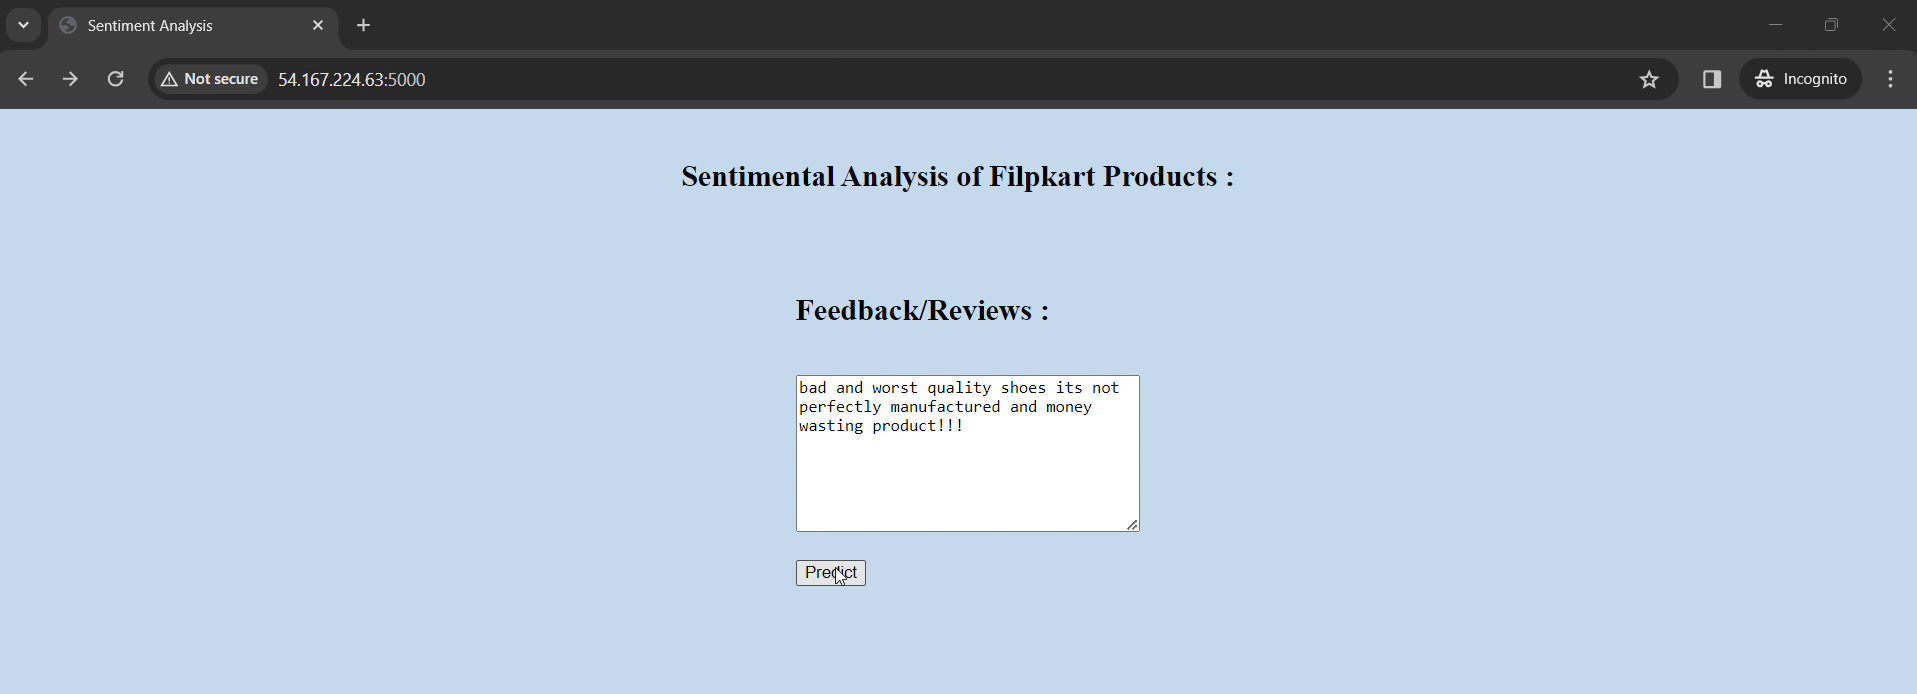 Sentiment Analysis
Not secure 54.167.224.63:5000 Incognito
Sentimental Analysis of Filpkart Products :
Feedback/Reviews :
bad and worst quality shoes its not
perfectly manufactured and money
wasting product!!!
Predict